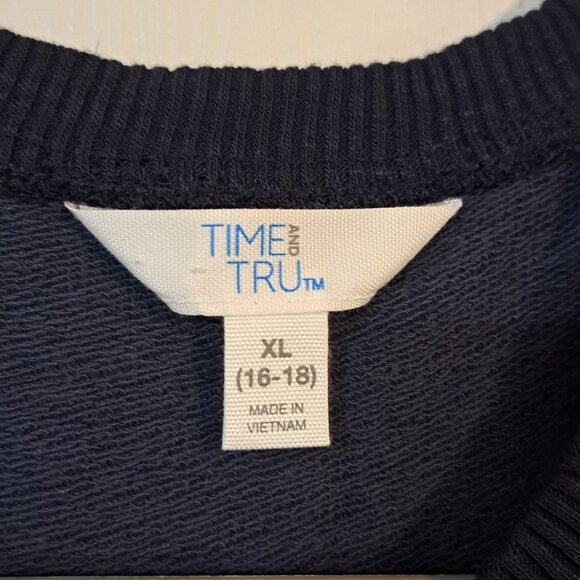 TIME AND
TRU™
XL
(16-18)
MADE IN
VIETNAM